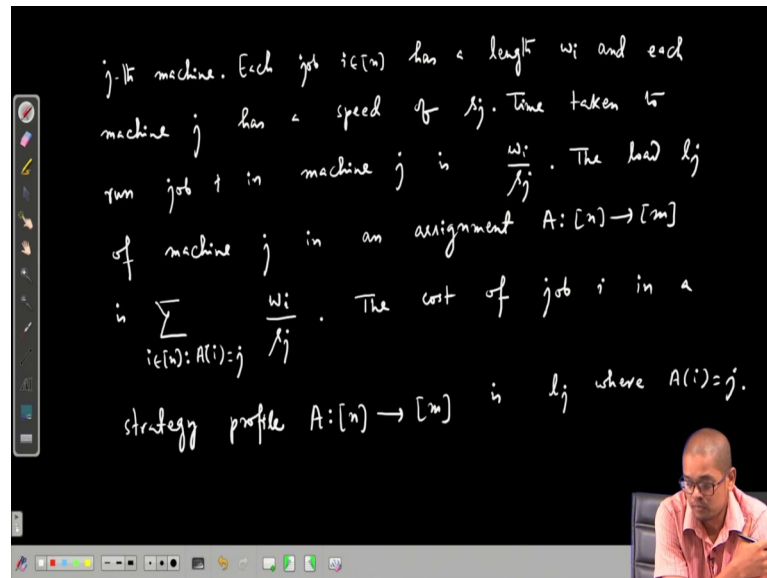 j-th machine. Each job i∈[n] has a length wi and each
machine j has a speed of sj. Time taken to
run job i in machine j is wi/sj. The load lj
of machine j in an assignment A: [n] → [m]
is ∑_{i∈[n]: A(i)=j} wi/sj. The cost of job i in a
strategy profile A: [n] → [m] is lj where A(i)=j.